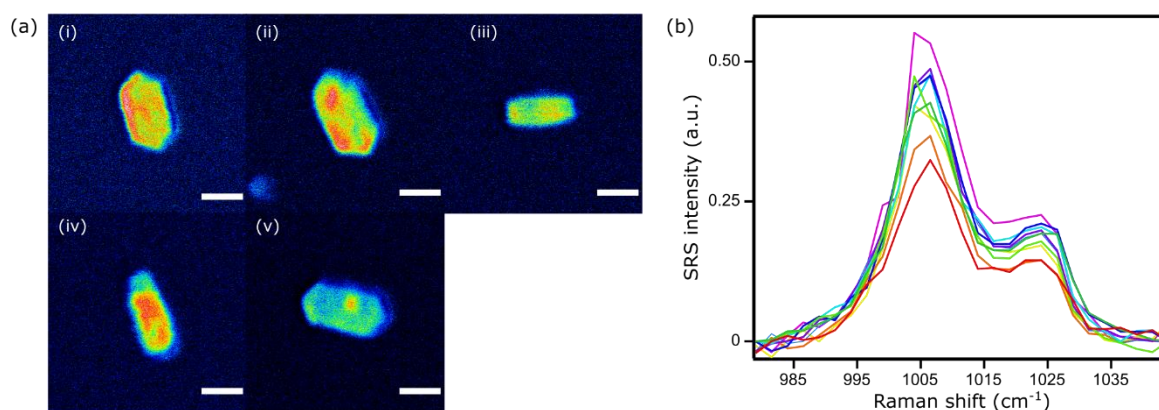 (a)
(i)
(ii)
(iii)
(iv)
(v)
(b)
SRS intensity (a.u.)
0.50
0.25
0
985
995
1005
1015
1025
1035
Raman shift (cm⁻¹)